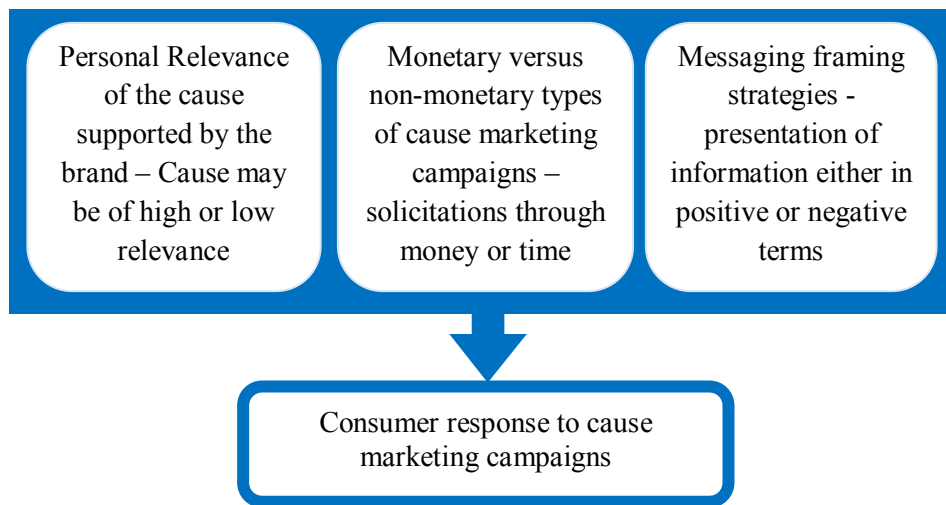 Personal Relevance
of the cause
supported by the
brand – Cause may
be of high or low
relevance
Monetary versus
non-monetary types
of cause marketing
campaigns –
solicitations through
money or time
Messaging framing
strategies -
presentation of
information either in
positive or negative
terms
Consumer response to cause
marketing campaigns